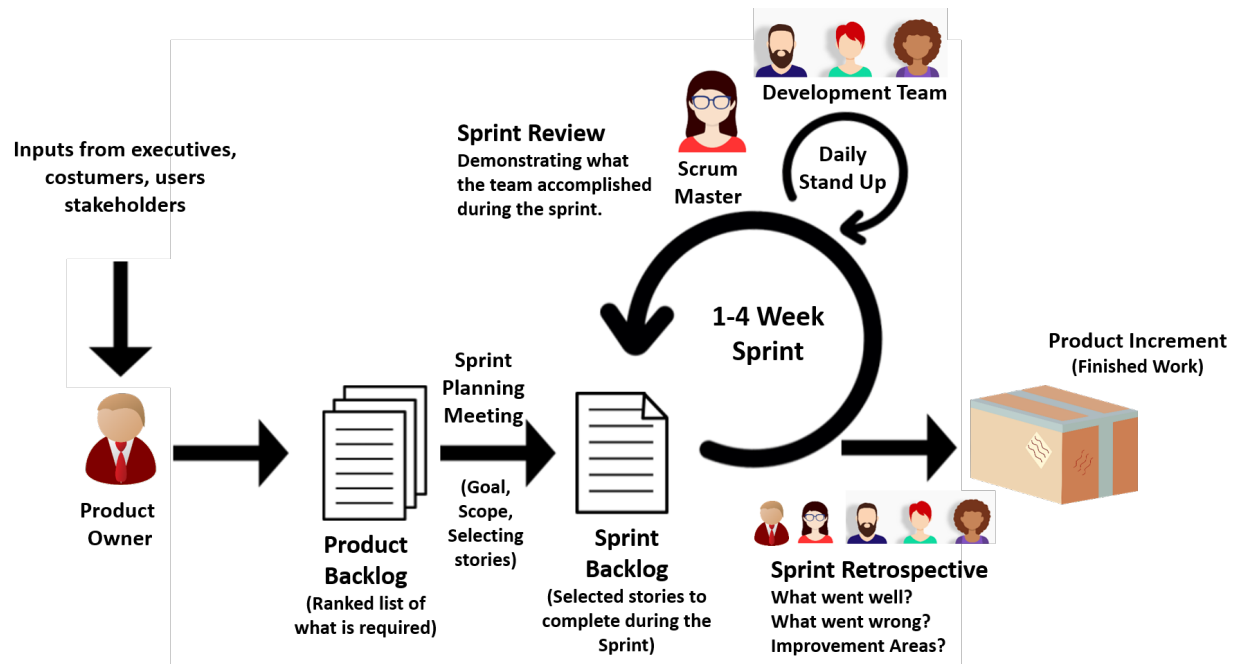 Inputs from executives,
costumers, users
stakeholders
Product
Owner
Product
Backlog
(Ranked list of
what is required)
Sprint
Planning
Meeting
(Goal,
Scope,
Selecting
stories)
Sprint
Backlog
(Selected stories to
complete during the
Sprint)
Sprint Review
Demonstrating what
the team accomplished
during the sprint.
Scrum
Master
Development Team
Daily
Stand Up
1-4 Week
Sprint
Product Increment
(Finished Work)
Sprint Retrospective
What went well?
What went wrong?
Improvement Areas?